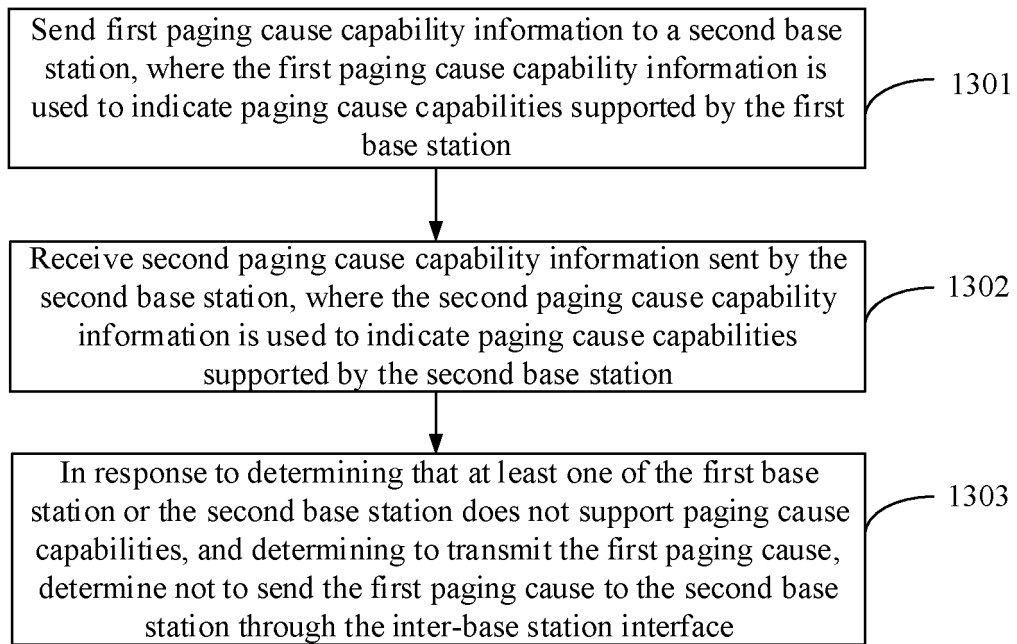 Send first paging cause capability information to a second base
station, where the first paging cause capability information is
used to indicate paging cause capabilities supported by the first
base station
1301
Receive second paging cause capability information sent by the
second base station, where the second paging cause capability
information is used to indicate paging cause capabilities
supported by the second base station
1302
In response to determining that at least one of the first base
station or the second base station does not support paging cause
capabilities, and determining to transmit the first paging cause,
determine not to send the first paging cause to the second base
station through the inter-base station interface
1303